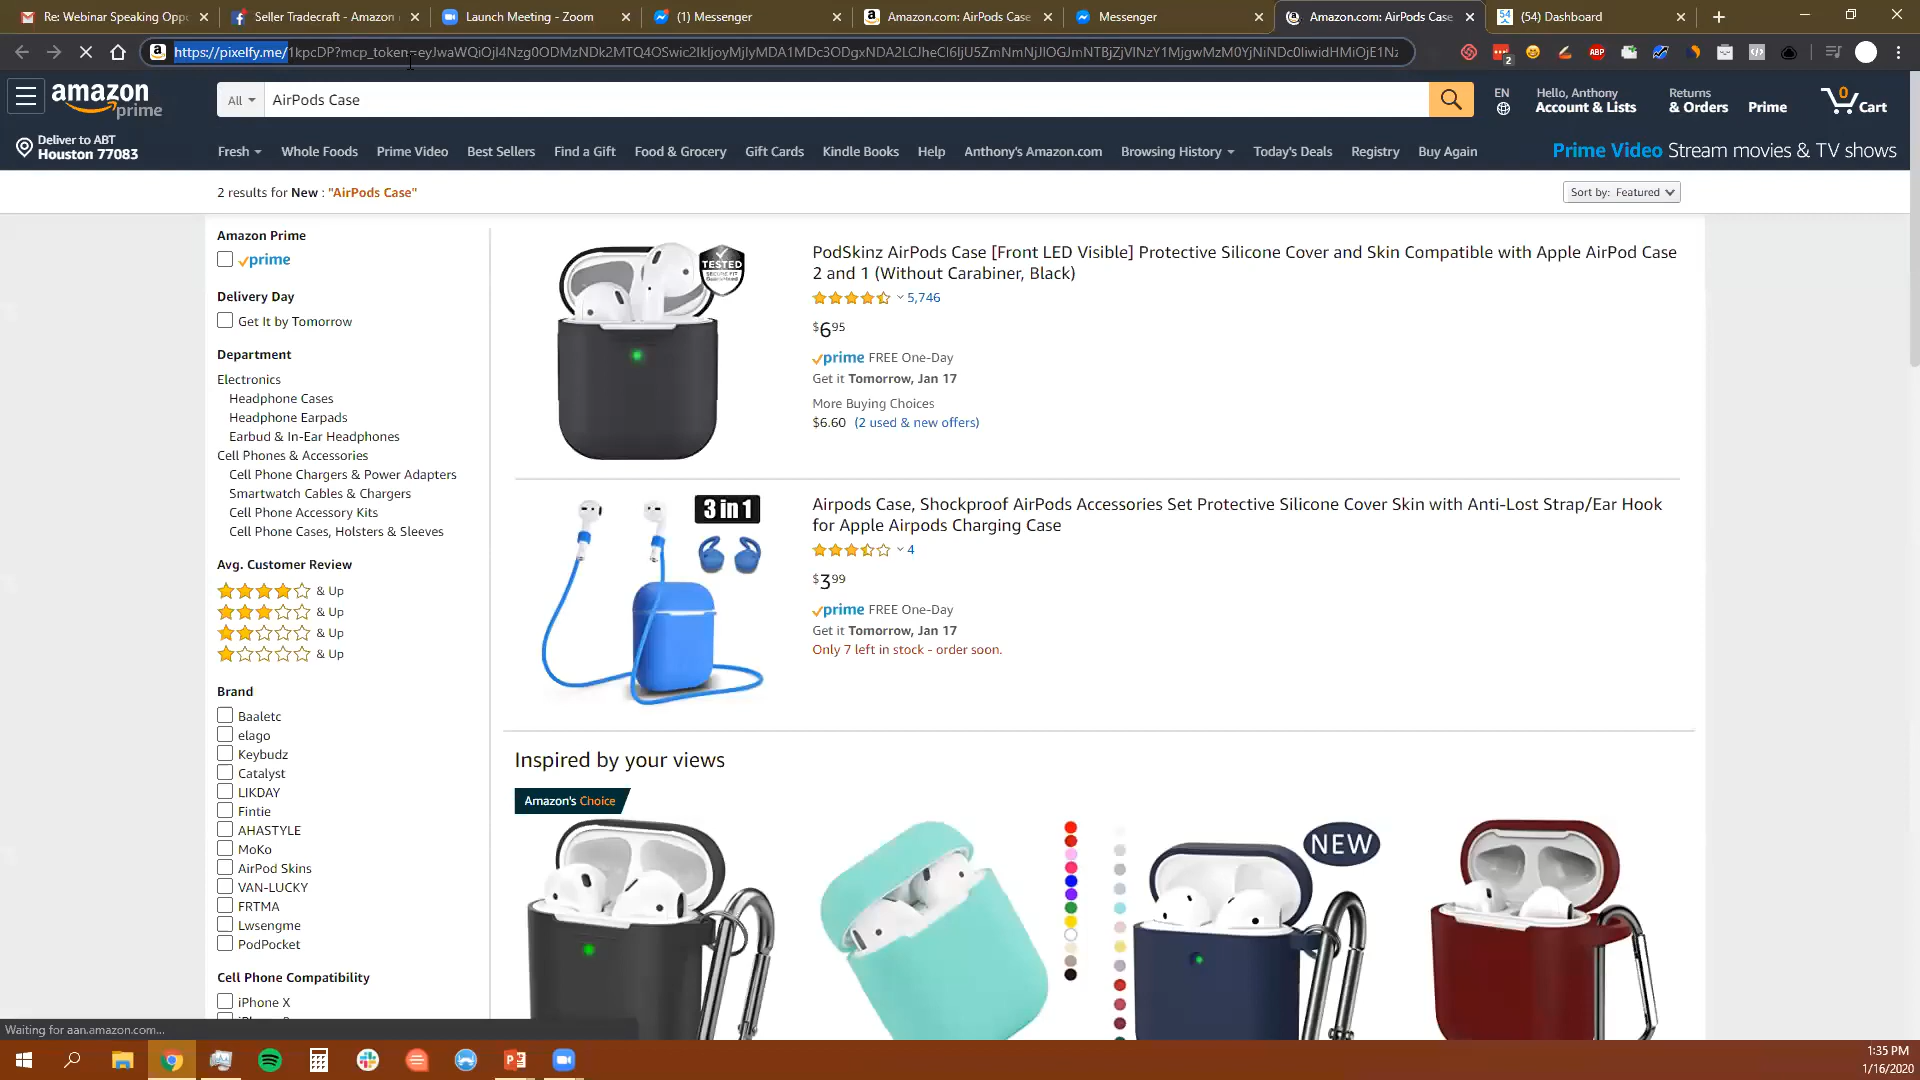 Re: Webinar Speaking Oppo
Seller Tradecraft - Amazon
Launch Meeting - Zoom
(1) Messenger
Amazon.com: AirPods Case
Messenger
Amazon.com: AirPods Case
(54) Dashboard
https://pixelfy.me/
amazon
prime
All
AirPods Case
EN
Hello, Anthony
Account & Lists
Returns
& Orders
Prime
0
Cart
Deliver to ABT
Houston 77083
Fresh
Whole Foods
Prime Video
Best Sellers
Find a Gift
Food & Grocery
Gift Cards
Kindle Books
Help
Anthony's Amazon.com
Browsing History
Today's Deals
Registry
Buy Again
Prime Video Stream movies & TV shows
2 results for New : "AirPods Case"
Sort by: Featured
Amazon Prime
prime
Delivery Day
Get It by Tomorrow
Department
Electronics
Headphone Cases
Headphone Earpads
Earbud & In-Ear Headphones
Cell Phones & Accessories
Cell Phone Chargers & Power Adapters
Smartwatch Cables & Chargers
Cell Phone Accessory Kits
Cell Phone Cases, Holsters & Sleeves
Avg. Customer Review
& Up
& Up
& Up
& Up
Brand
Baaletc
elago
Keybudz
Catalyst
LIKDAY
Fintie
AHASTYLE
MoKo
AirPod Skins
VAN-LUCKY
FRTMA
Lwsengme
PodPocket
Cell Phone Compatibility
iPhone X
TESTED
PodSkinz AirPods Case [Front LED Visible] Protective Silicone Cover and Skin Compatible with Apple AirPod Case
2 and 1 (Without Carabiner, Black)
5,746
$6.95
prime FREE One-Day
Get it Tomorrow, Jan 17
More Buying Choices
$6.60 (2 used & new offers)
3 in 1
Airpods Case, Shockproof AirPods Accessories Set Protective Silicone Cover Skin with Anti-Lost Strap/Ear Hook
for Apple Airpods Charging Case
4
$3.99
prime FREE One-Day
Get it Tomorrow, Jan 17
Only 7 left in stock - order soon.
Inspired by your views
Amazon's Choice
NEW
Waiting for aan.amazon.com...
1:35 PM
1/16/2020